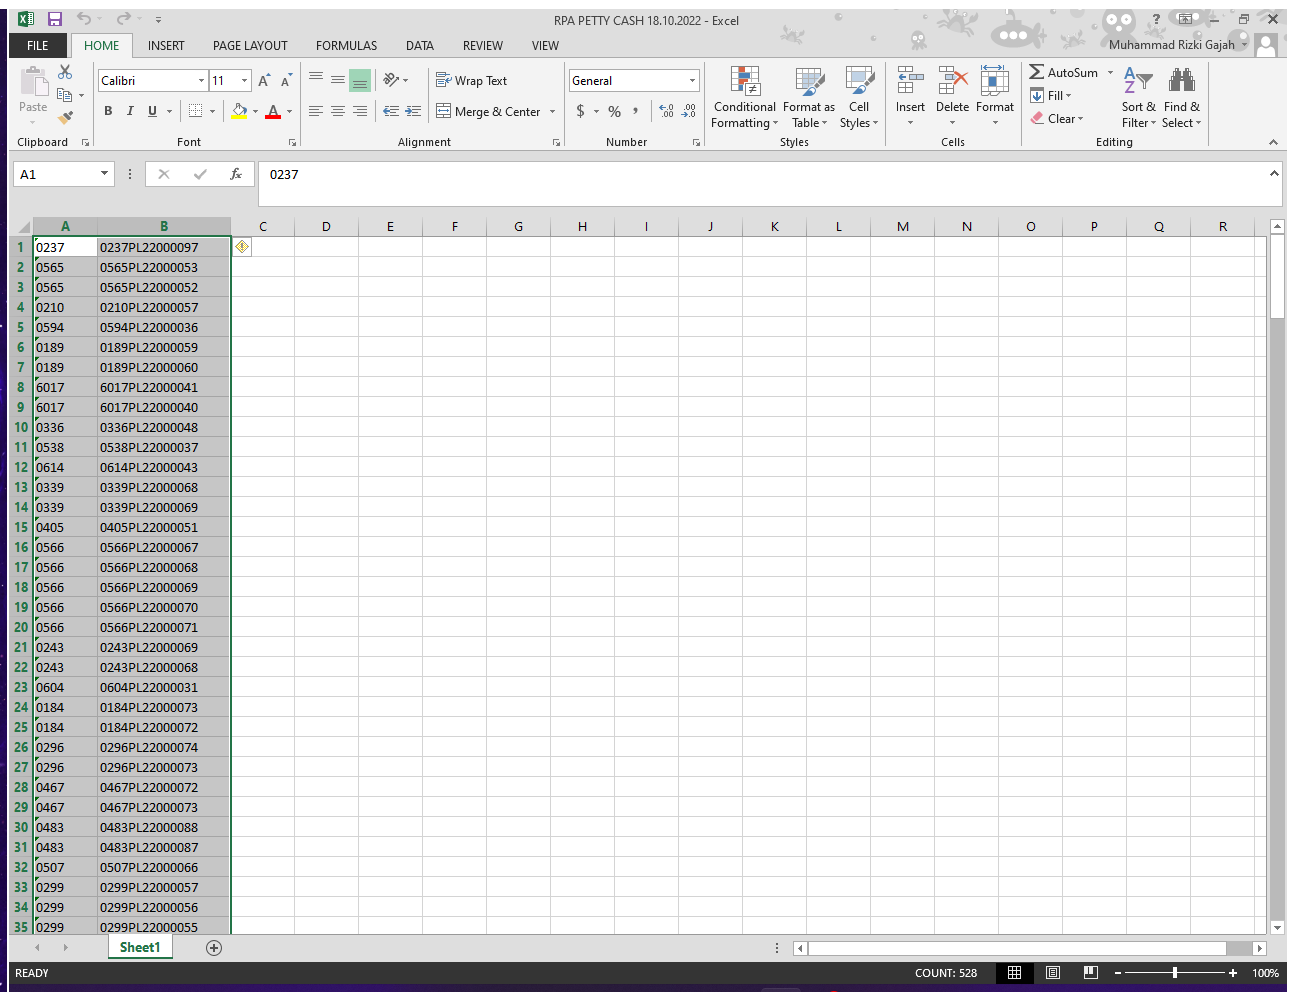 RPA PETTY CASH 18.10.2022 - Excel
?
FILE HOME INSERT PAGE LAYOUT FORMULAS DATA REVIEW VIEW Muhammad Rizki Gajah
Paste
Clipboard
Calibri 11 A A
B I U A
Font
Wrap Text
Merge & Center
Alignment
General
$ % ,
Number
Conditional Formatting
Format as Table
Cell Styles
Styles
Insert Delete Format
Cells
AutoSum
Fill
Clear
Sort & Filter
Find & Select
Editing
A1 fx 0237
A B C D E F G H I J K L M N O P Q R
1 0237 0237PL22000097
2 0565 0565PL22000053
3 0565 0565PL22000052
4 0210 0210PL22000057
5 0594 0594PL22000036
6 0189 0189PL22000059
7 0189 0189PL22000060
8 6017 6017PL22000041
9 6017 6017PL22000040
10 0336 0336PL22000048
11 0538 0538PL22000037
12 0614 0614PL22000043
13 0339 0339PL22000068
14 0339 0339PL22000069
15 0405 0405PL22000051
16 0566 0566PL22000067
17 0566 0566PL22000068
18 0566 0566PL22000069
19 0566 0566PL22000070
20 0566 0566PL22000071
21 0243 0243PL22000069
22 0243 0243PL22000068
23 0604 0604PL22000031
24 0184 0184PL22000073
25 0184 0184PL22000072
26 0296 0296PL22000074
27 0296 0296PL22000073
28 0467 0467PL22000072
29 0467 0467PL22000073
30 0483 0483PL22000088
31 0483 0483PL22000087
32 0507 0507PL22000066
33 0299 0299PL22000057
34 0299 0299PL22000056
35 0299 0299PL22000055
Sheet1
READY COUNT: 528 100%